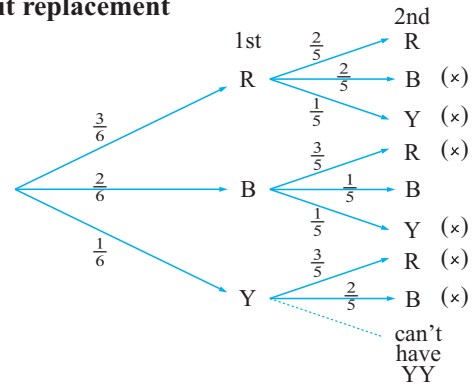 ut replacement
1st
2nd
3/6
R
2/5
R
2/5
B (×)
1/5
Y (×)
2/6
B
3/5
R (×)
1/5
B
1/5
Y (×)
1/6
Y
3/5
R (×)
2/5
B (×)
can’t
have
YY